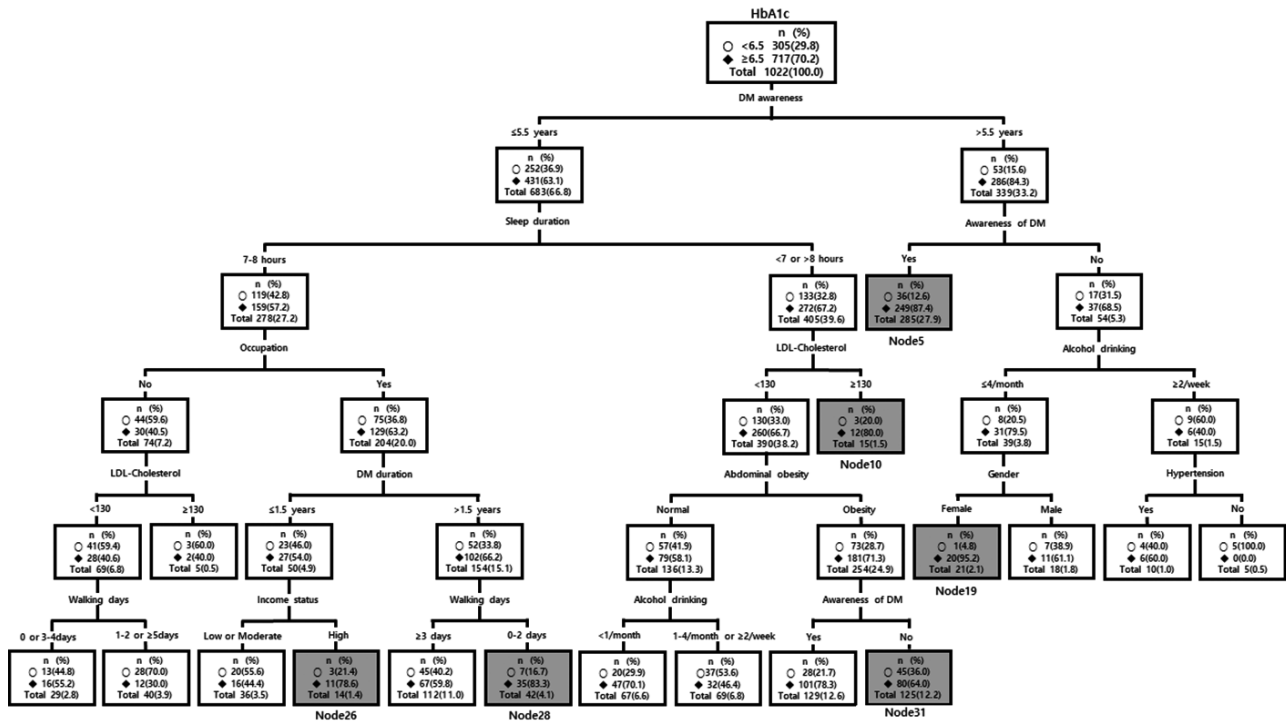 HbA1c
n (%)
○ <6.5 305(29.8)
◆ ≥6.5 717(70.2)
Total 1022(100.0)
DM awareness
≤5.5 years
n (%)
○ 252(36.9)
◆ 431(63.1)
Total 683(66.8)
Sleep duration
>5.5 years
n (%)
○ 53(15.6)
◆ 286(84.3)
Total 339(33.2)
Awareness of DM
7-8 hours
n (%)
○ 119(42.8)
◆ 159(57.2)
Total 278(27.2)
Occupation
<7 or >8 hours
n (%)
○ 133(32.8)
◆ 272(67.2)
Total 405(39.6)
LDL-Cholesterol
Yes
n (%)
○ 36(12.6)
◆ 249(87.4)
Total 285(27.9)
Node5
No
n (%)
○ 17(31.5)
◆ 37(68.5)
Total 54(5.3)
Alcohol drinking
No
n (%)
○ 44(59.6)
◆ 30(40.5)
Total 74(7.2)
LDL-Cholesterol
Yes
n (%)
○ 75(36.8)
◆ 129(63.2)
Total 204(20.0)
DM duration
<130
n (%)
○ 130(33.0)
◆ 260(66.7)
Total 390(38.2)
Abdominal obesity
≥130
n (%)
○ 3(20.0)
◆ 12(80.0)
Total 15(1.5)
Node10
≤4/month
n (%)
○ 8(20.5)
◆ 31(79.5)
Total 39(3.8)
Gender
≥2/week
n (%)
○ 9(60.0)
◆ 6(40.0)
Total 15(1.5)
Hypertension
<130
n (%)
○ 41(59.4)
◆ 28(40.6)
Total 69(6.8)
Walking days
≥130
n (%)
○ 3(60.0)
◆ 2(40.0)
Total 5(0.5)
≤1.5 years
n (%)
○ 23(46.0)
◆ 27(54.0)
Total 50(4.9)
Income status
>1.5 years
n (%)
○ 52(33.8)
◆ 102(66.2)
Total 154(15.1)
Walking days
Normal
n (%)
○ 57(41.9)
◆ 79(58.1)
Total 136(13.3)
Alcohol drinking
Obesity
n (%)
○ 73(28.7)
◆ 181(71.3)
Total 254(24.9)
Awareness of DM
Female
n (%)
○ 1(4.8)
◆ 20(95.2)
Total 21(2.1)
Node19
Male
n (%)
○ 7(38.9)
◆ 11(61.1)
Total 18(1.8)
Yes
n (%)
○ 4(40.0)
◆ 6(60.0)
Total 10(1.0)
No
n (%)
○ 5(100.0)
◆ 0(0.0)
Total 5(0.5)
0 or 3-4days
n (%)
○ 13(44.8)
◆ 16(55.2)
Total 29(2.8)
1-2 or ≥5days
n (%)
○ 28(70.0)
◆ 12(30.0)
Total 40(3.9)
Low or Moderate
n (%)
○ 20(55.6)
◆ 16(44.4)
Total 36(3.5)
High
n (%)
○ 3(21.4)
◆ 11(78.6)
Total 14(1.4)
Node26
≥3 days
n (%)
○ 45(40.2)
◆ 67(59.8)
Total 112(11.0)
0-2 days
n (%)
○ 7(16.7)
◆ 35(83.3)
Total 42(4.1)
Node28
<1/month
n (%)
○ 20(29.9)
◆ 47(70.1)
Total 67(6.6)
1-4/month or ≥2/week
n (%)
○ 37(53.6)
◆ 32(46.4)
Total 69(6.8)
Yes
n (%)
○ 28(21.7)
◆ 101(78.3)
Total 129(12.6)
No
n (%)
○ 45(36.0)
◆ 80(64.0)
Total 125(12.2)
Node31